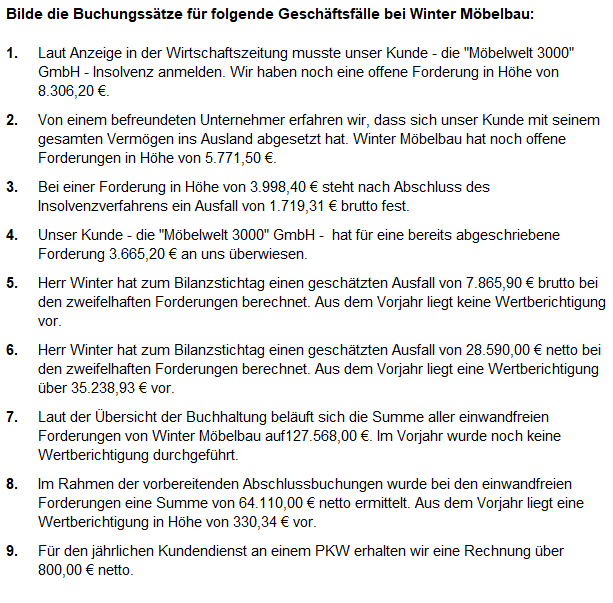 Bilde die Buchungssätze für folgende Geschäftsfälle bei Winter Möbelbau:
1. Laut Anzeige in der Wirtschaftszeitung musste unser Kunde - die "Möbelwelt 3000"
GmbH - Insolvenz anmelden. Wir haben noch eine offene Forderung in Höhe von
8.306,20 €.
2. Von einem befreundeten Unternehmer erfahren wir, dass sich unser Kunde mit seinem
gesamten Vermögen ins Ausland abgesetzt hat. Winter Möbelbau hat noch offene
Forderungen in Höhe von 5.771,50 €.
3. Bei einer Forderung in Höhe von 3.998,40 € steht nach Abschluss des
Insolvenzverfahrens ein Ausfall von 1.719,31 € brutto fest.
4. Unser Kunde - die "Möbelwelt 3000" GmbH - hat für eine bereits abgeschriebene
Forderung 3.665,20 € an uns überwiesen.
5. Herr Winter hat zum Bilanzstichtag einen geschätzten Ausfall von 7.865,90 € brutto bei
den zweifelhaften Forderungen berechnet. Aus dem Vorjahr liegt keine Wertberichtigung
vor.
6. Herr Winter hat zum Bilanzstichtag einen geschätzten Ausfall von 28.590,00 € netto bei
den zweifelhaften Forderungen berechnet. Aus dem Vorjahr liegt eine Wertberichtigung
über 35.238,93 € vor.
7. Laut der Übersicht der Buchhaltung beläuft sich die Summe aller einwandfreien
Forderungen von Winter Möbelbau auf127.568,00 €. Im Vorjahr wurde noch keine
Wertberichtigung durchgeführt.
8. Im Rahmen der vorbereitenden Abschlussbuchungen wurde bei den einwandfreien
Forderungen eine Summe von 64.110,00 € netto ermittelt. Aus dem Vorjahr liegt eine
Wertberichtigung in Höhe von 330,34 € vor.
9. Für den jährlichen Kundendienst an einem PKW erhalten wir eine Rechnung über
800,00 € netto.